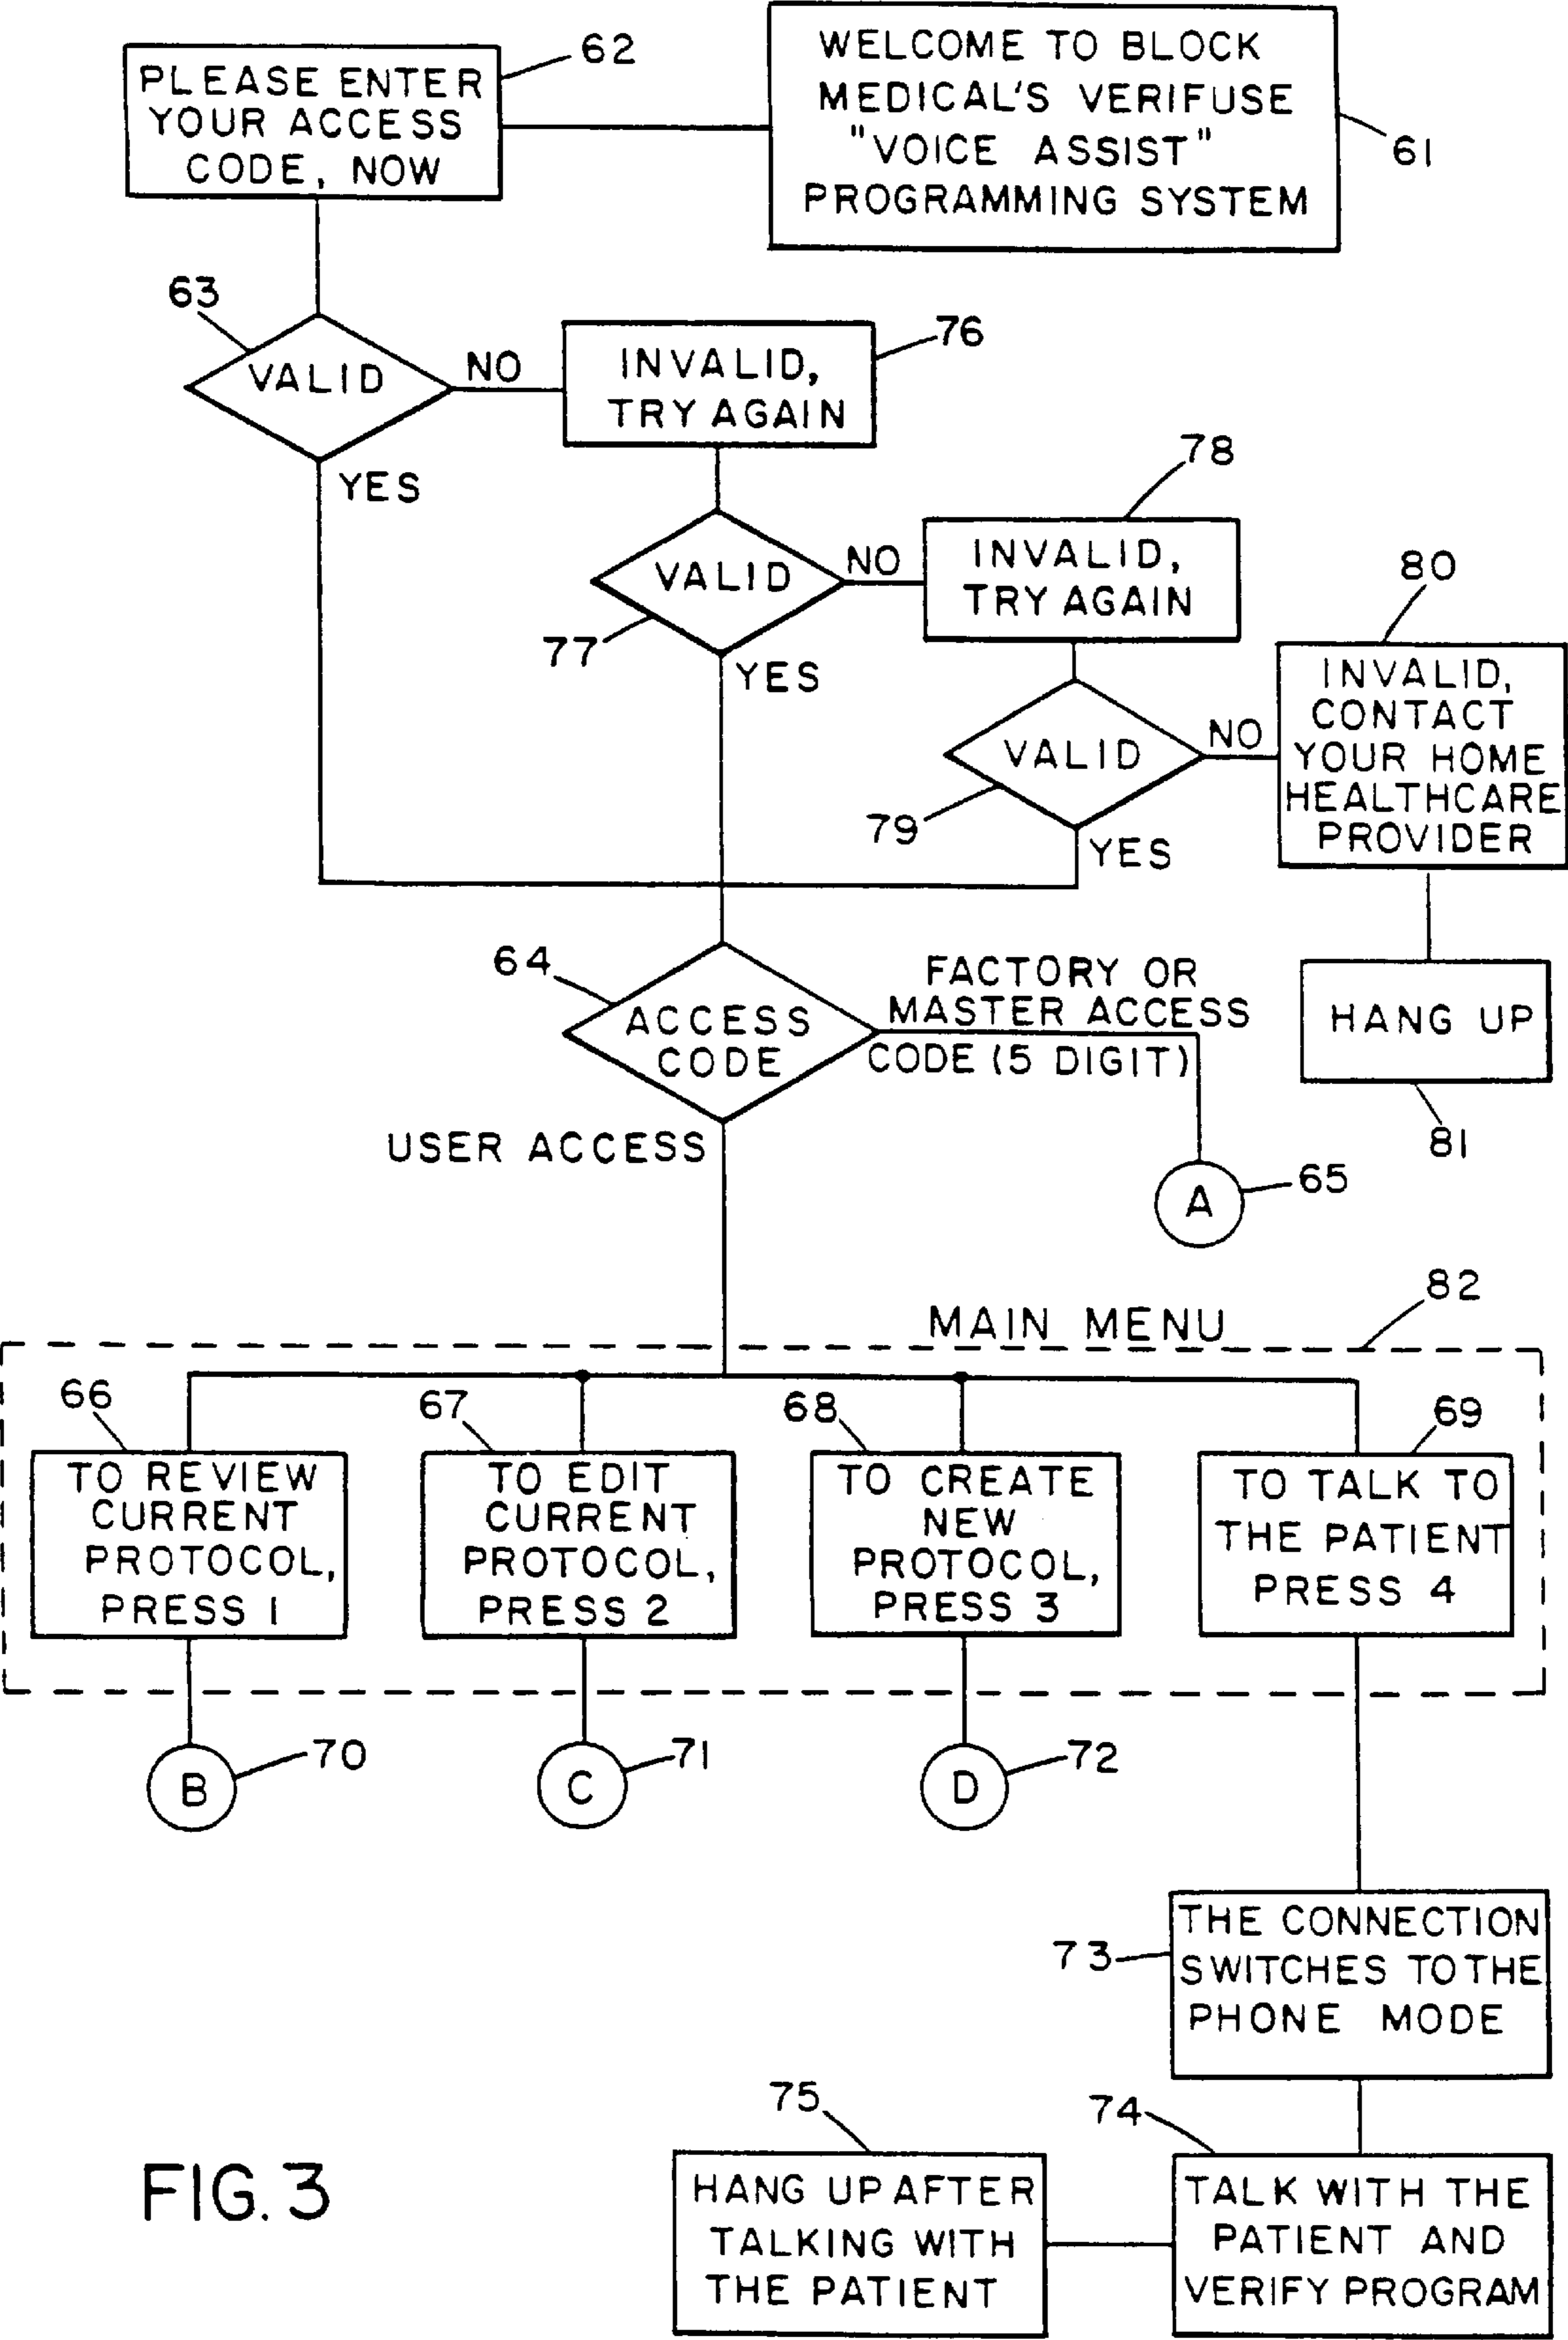 62
PLEASE ENTER
YOUR ACCESS
CODE, NOW
WELCOME TO BLOCK
MEDICAL'S VERIFUSE
"VOICE ASSIST"
PROGRAMMING SYSTEM
61
63
VALID
NO
YES
76
INVALID,
TRY AGAIN
77
VALID
NO
YES
78
INVALID,
TRY AGAIN
79
VALID
NO
YES
80
INVALID,
CONTACT
YOUR HOME
HEALTHCARE
PROVIDER
HANG UP
81
64
ACCESS
CODE
FACTORY OR
MASTER ACCESS
CODE (5 DIGIT)
USER ACCESS
A
65
MAIN MENU
82
66
TO REVIEW
CURRENT
PROTOCOL,
PRESS 1
67
TO EDIT
CURRENT
PROTOCOL,
PRESS 2
68
TO CREATE
NEW
PROTOCOL,
PRESS 3
69
TO TALK TO
THE PATIENT
PRESS 4
B
70
C
71
D
72
73
THE CONNECTION
SWITCHES TO THE
PHONE MODE
74
TALK WITH THE
PATIENT AND
VERIFY PROGRAM
75
HANG UP AFTER
TALKING WITH
THE PATIENT
FIG. 3